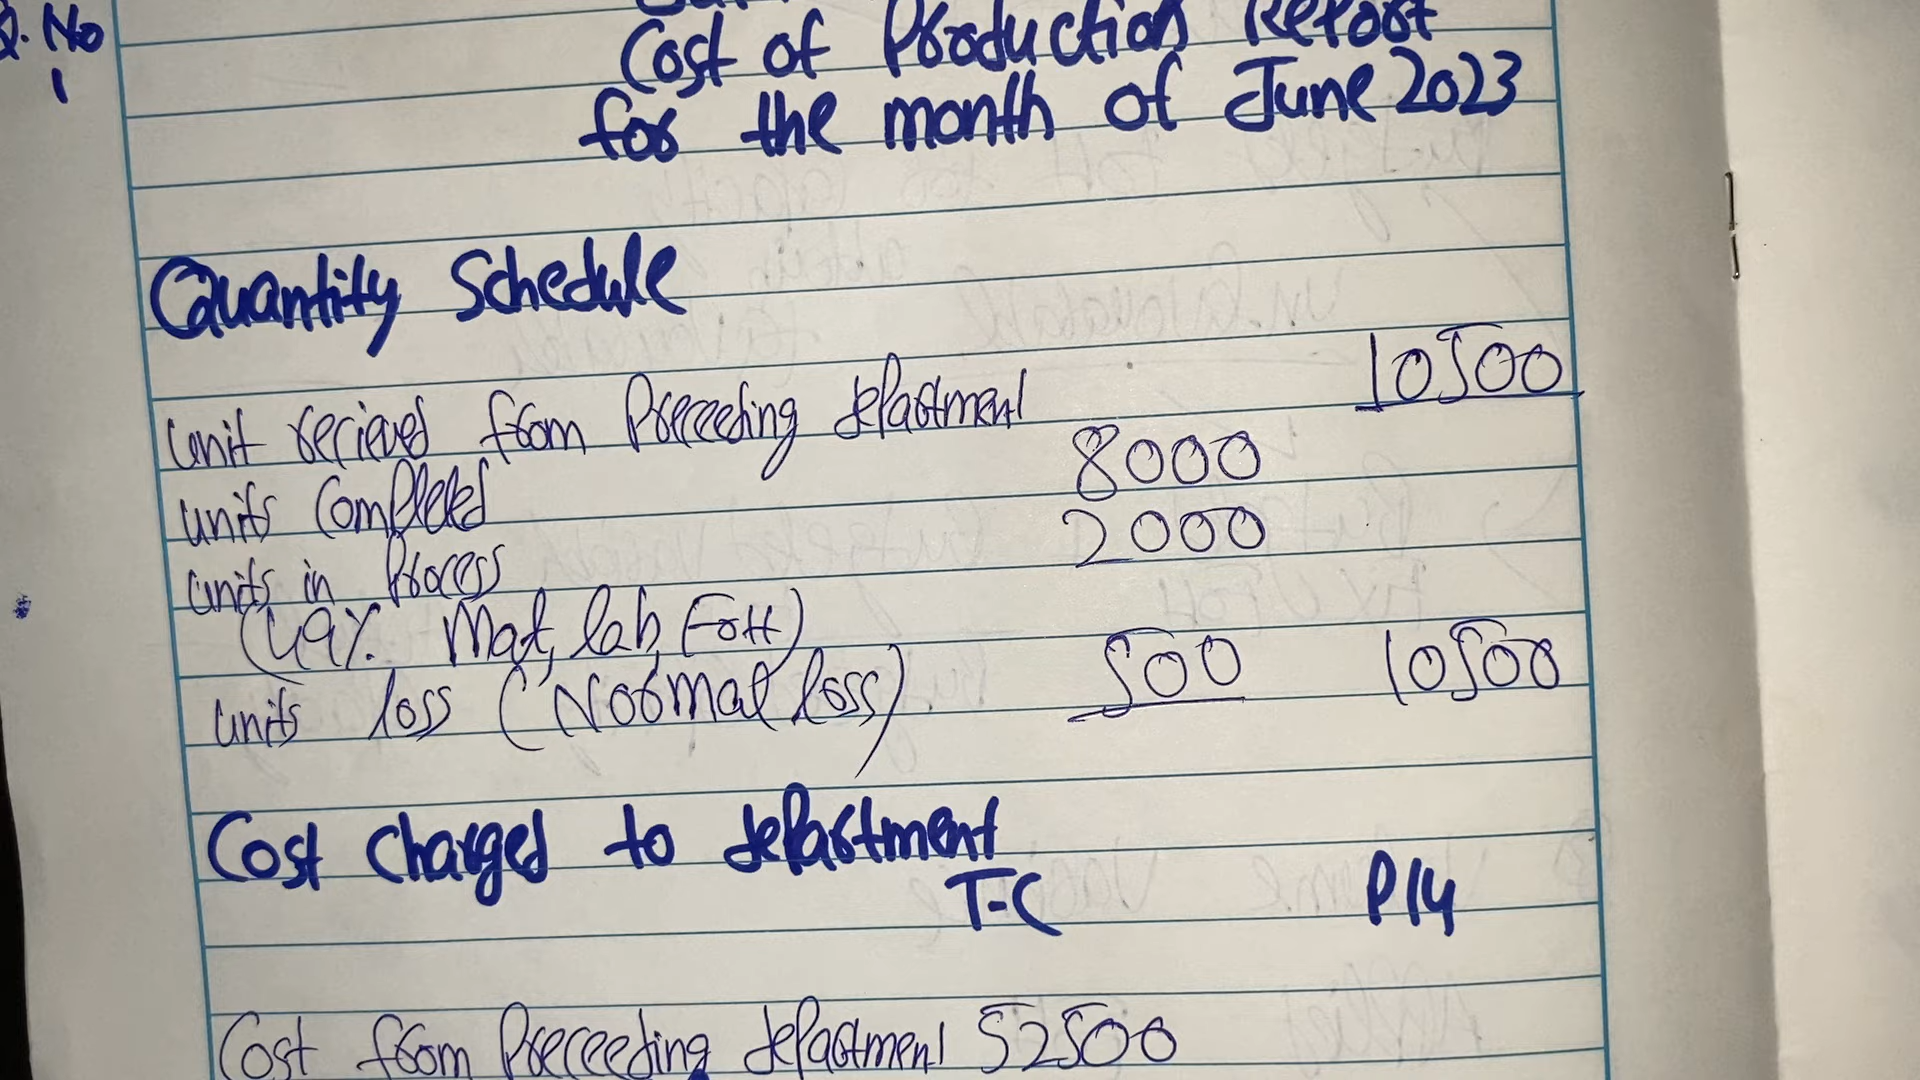 Q. No
1
Cost of Production Report
for the month of June 2023
Quantity Schedule
unit recieved from Preceeding department 10500
units Completed 8000
units in Process 2000
(49% Mat, lab, FoH)
units loss (Normal loss) 500 10500
Cost Charged to department
T-C P/U
Cost from Preceeding department 52500